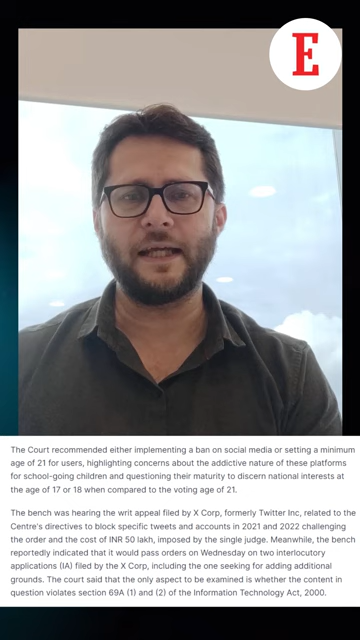 E
The Court recommended either implementing a ban on social media or setting a minimum
age of 21 for users, highlighting concerns about the addictive nature of these platforms
for school-going children and questioning their maturity to discern national interests at
the age of 17 or 18 when compared to the voting age of 21.
The bench was hearing the writ appeal filed by X Corp, formerly Twitter Inc, related to the
Centre's directives to block specific tweets and accounts in 2021 and 2022 challenging
the order and the cost of INR 50 lakh, imposed by the single judge. Meanwhile, the bench
reportedly indicated that it would pass orders on Wednesday on two interlocutory
applications (IA) filed by the X Corp, including the one seeking for adding additional
grounds. The court said that the only aspect to be examined is whether the content in
question violates section 69A (1) and (2) of the Information Technology Act, 2000.